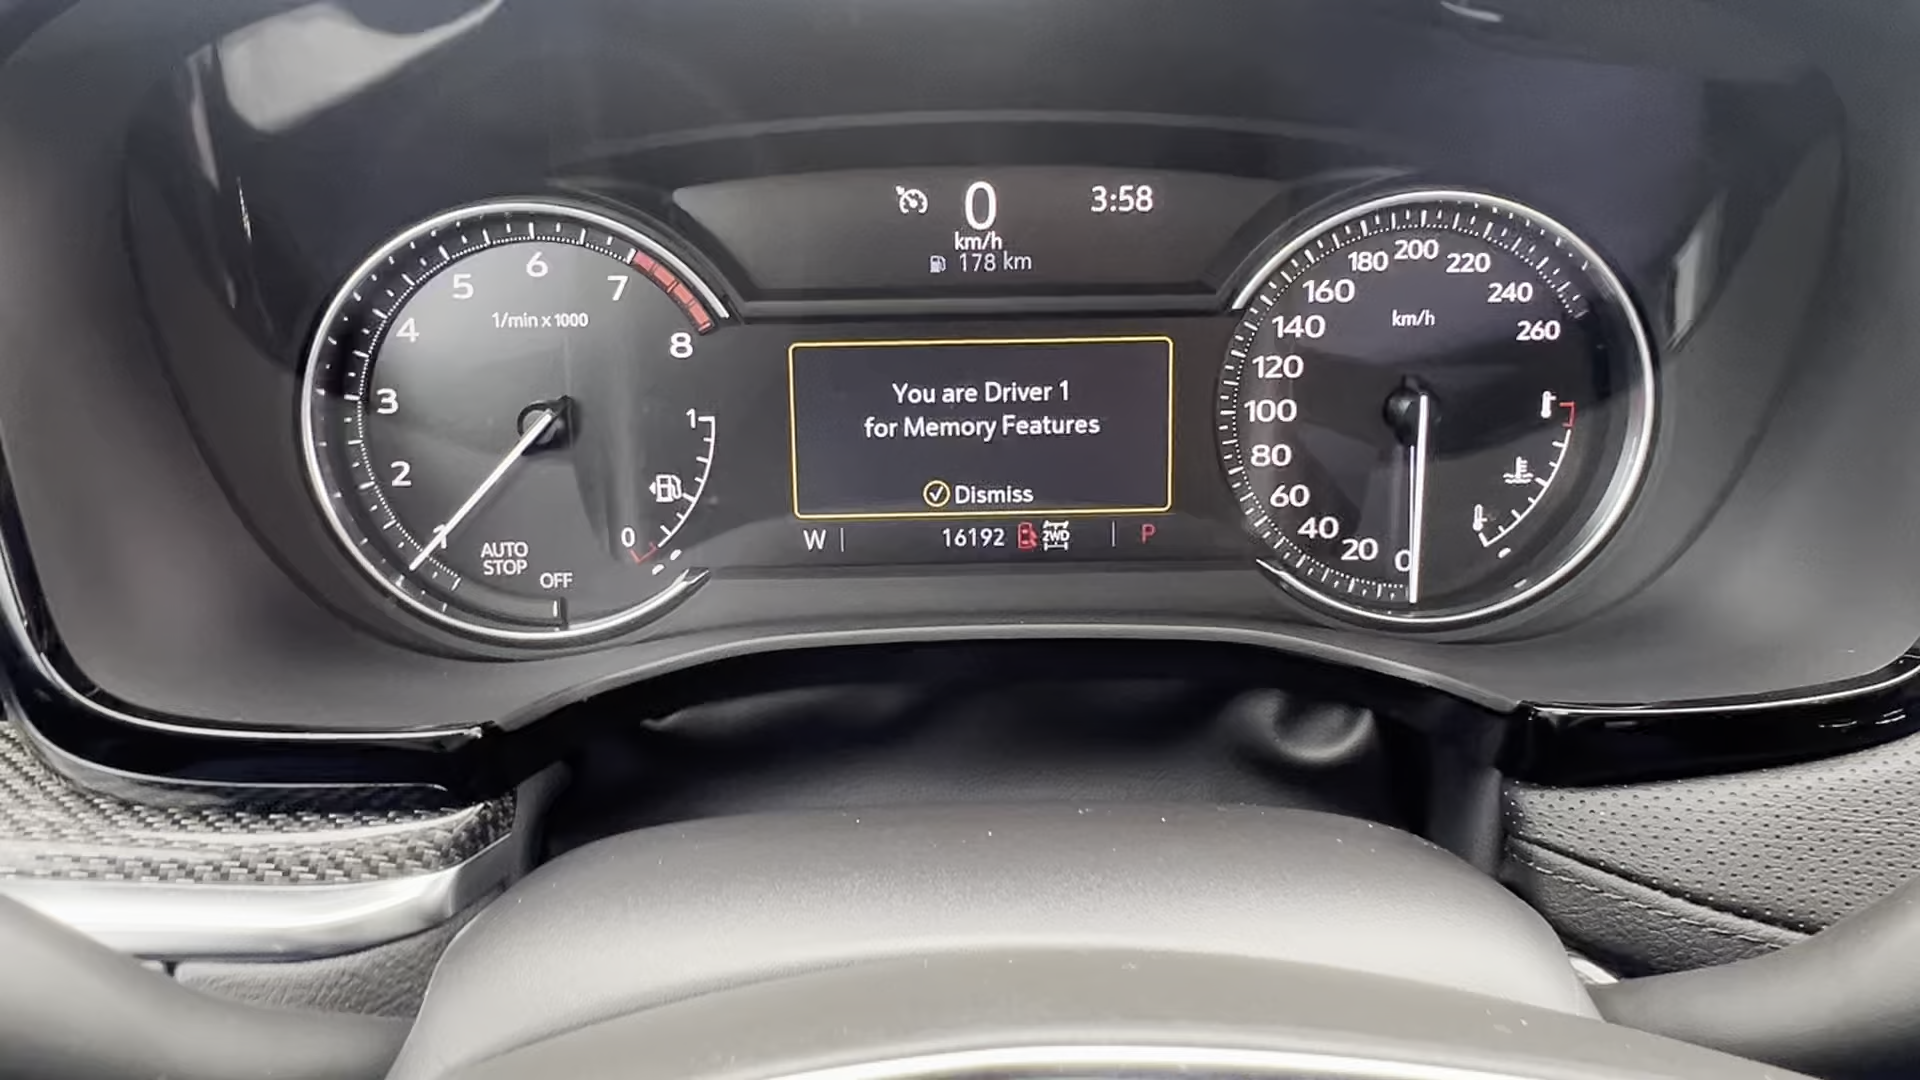 0 3:58
km/h
178 km
1/min x 1000
1
2
3
4
5
6
7
8
AUTO
STOP
OFF
1
0
You are Driver 1
for Memory Features
Dismiss
W 16192 2WD P
km/h
0
20
40
60
80
100
120
140
160
180
200
220
240
260